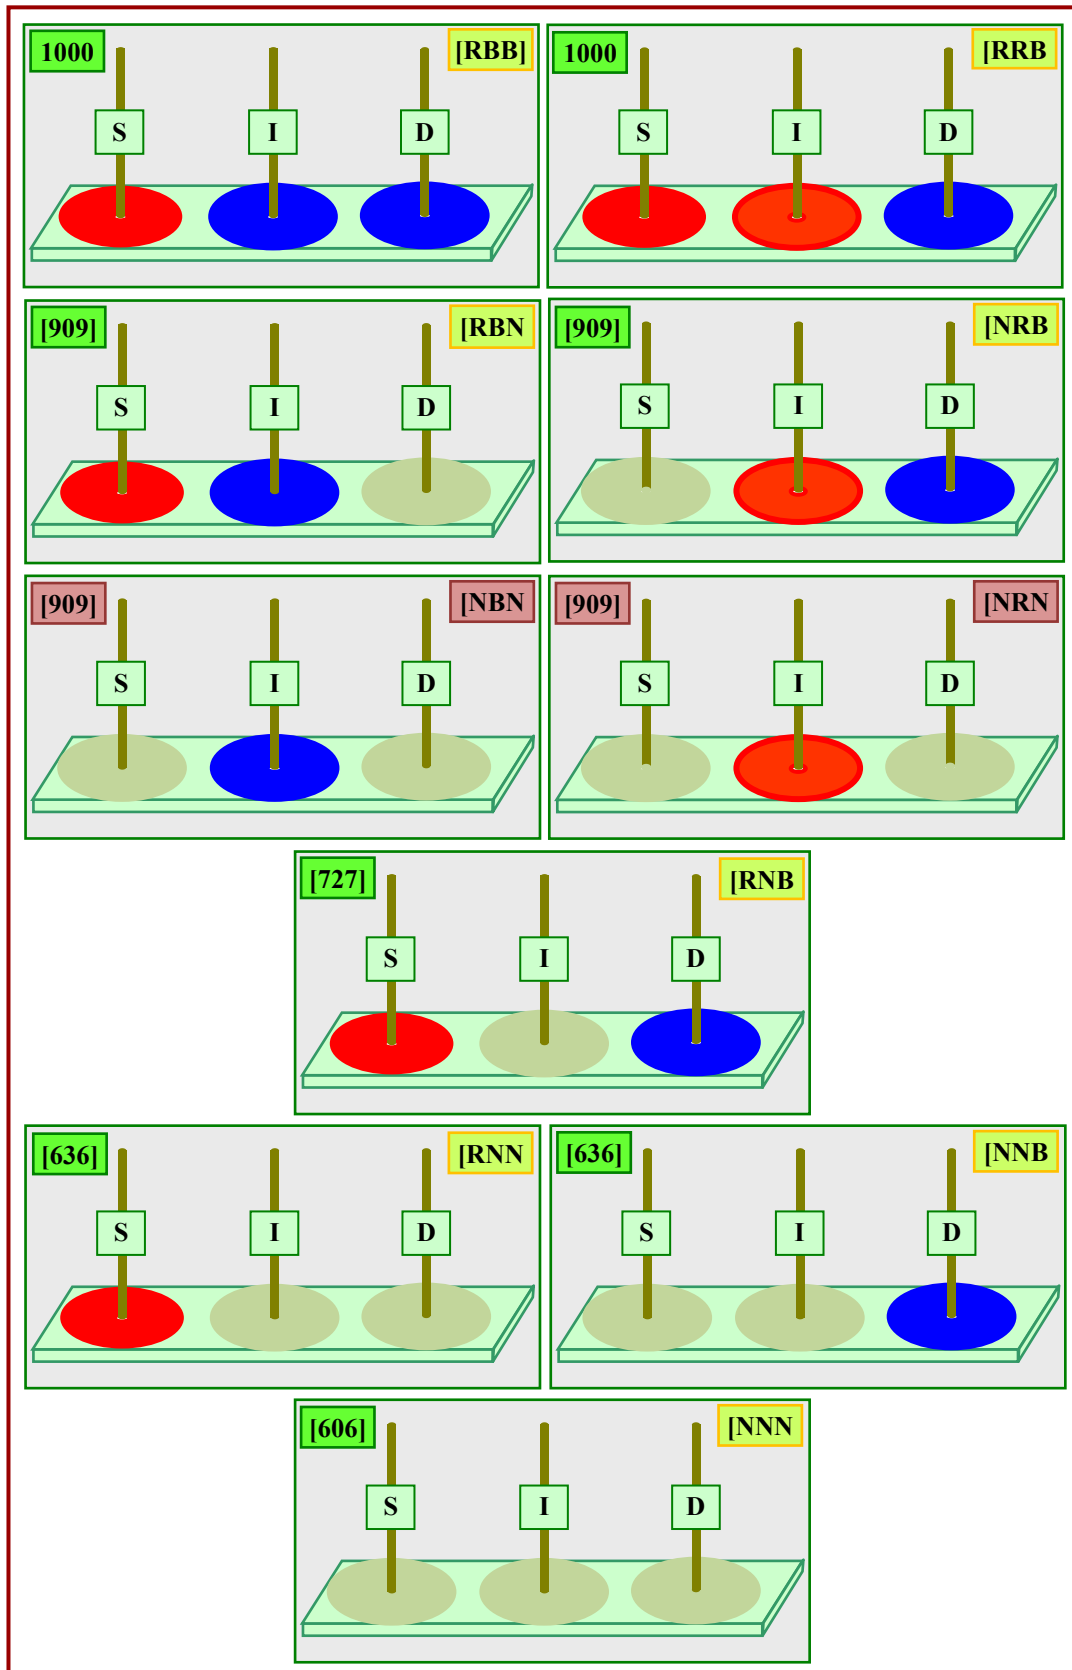 1000 [RBB]
S I D
1000 [RRB
S I D
[909] [RBN
S I D
[909] [NRB
S I D
[909] [NBN
S I D
[909] [NRN
S I D
[727] [RNB
S I D
[636] [RNN
S I D
[636] [NNB
S I D
[606] [NNN
S I D